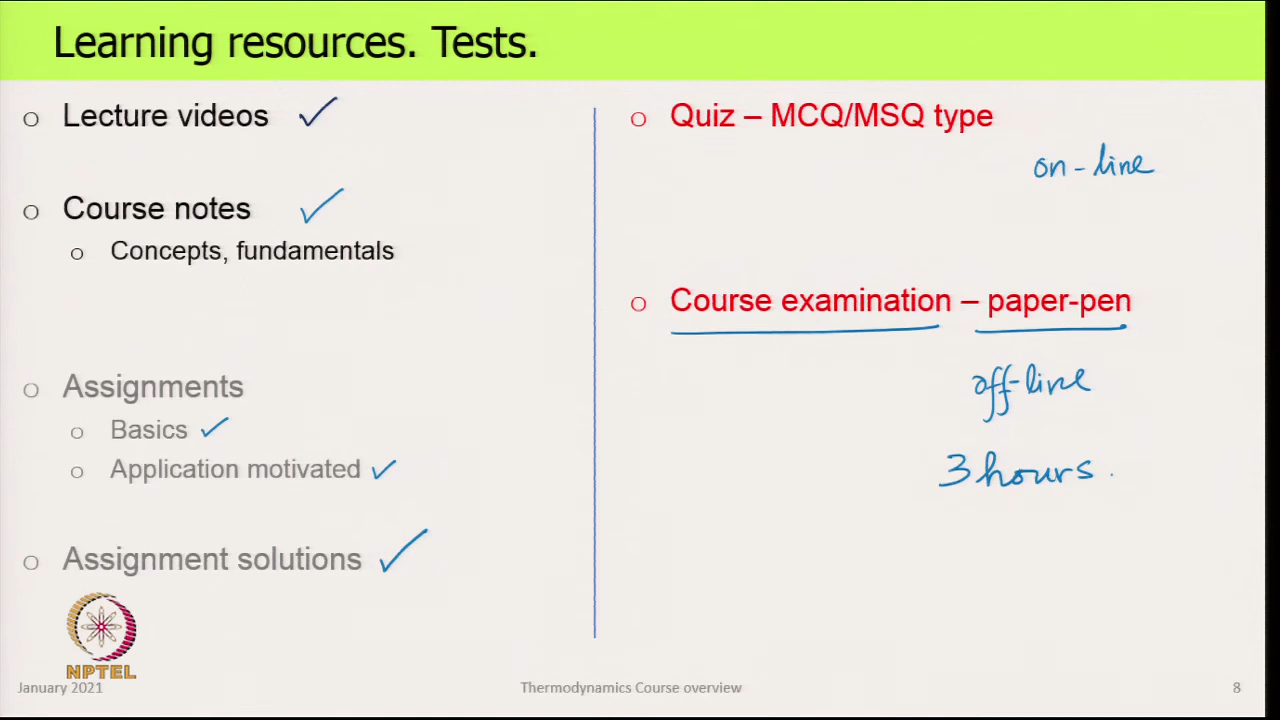 Learning resources. Tests.
Lecture videos
Course notes
Concepts, fundamentals
Assignments
Basics
Application motivated
Assignment solutions
Quiz – MCQ/MSQ type
on-line
Course examination – paper-pen
off-line
3 hours.
NPTEL
January 2021
Thermodynamics Course overview
8